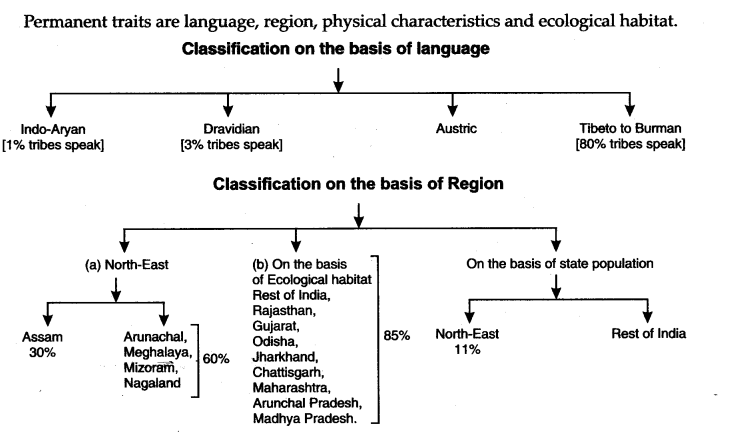 Permanent traits are language, region, physical characteristics and ecological habitat.
Classification on the basis of language
Indo-Aryan
[1% tribes speak]
Dravidian
[3% tribes speak]
Austric
Tibeto to Burman
[80% tribes speak]
Classification on the basis of Region
(a) North-East
Assam
30%
Arunachal,
Meghalaya,
Mizoram,
Nagaland
60%
(b) On the basis
of Ecological habitat
Rest of India,
Rajasthan,
Gujarat,
Odisha,
Jharkhand,
Chattisgarh,
Maharashtra,
Arunchal Pradesh,
Madhya Pradesh.
85%
On the basis of state population
North-East
11%
Rest of India